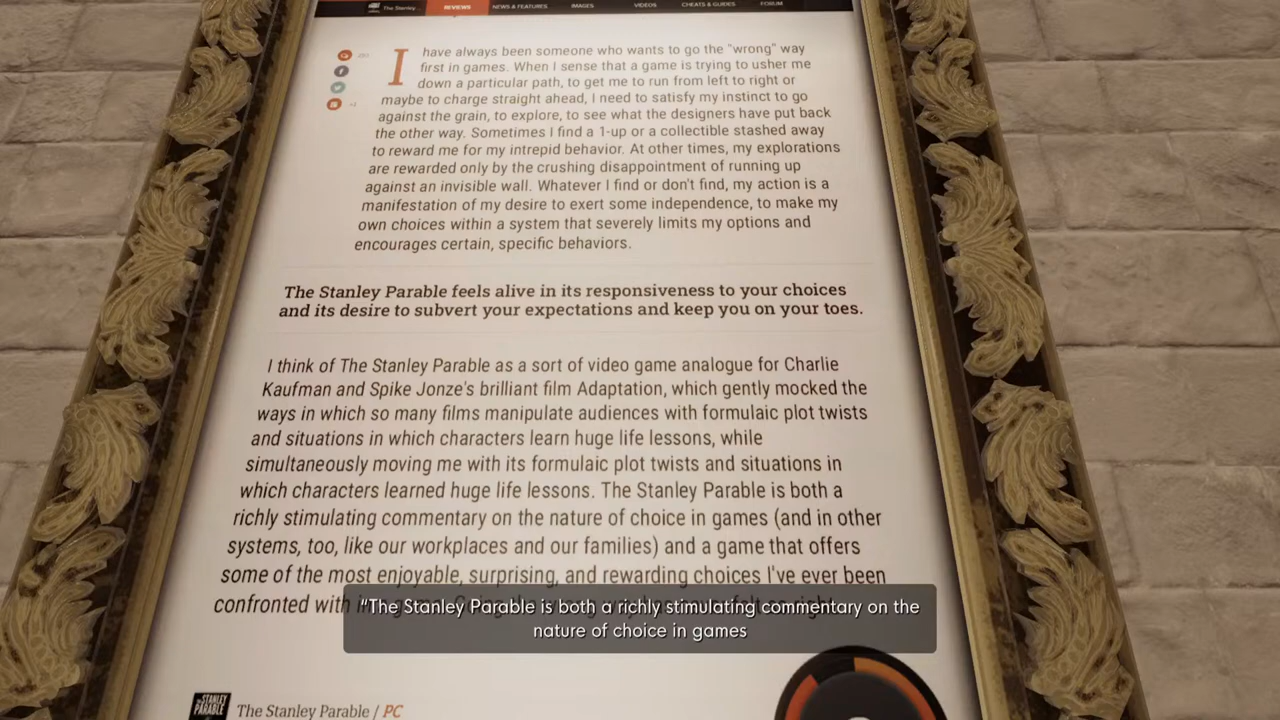 The Stanley ...
REVIEWS
NEWS & FEATURES
IMAGES
VIDEOS
CHEATS & GUIDES
FORUM
I have always been someone who wants to go the "wrong" way
first in games. When I sense that a game is trying to usher me
down a particular path, to get me to run from left to right or
maybe to charge straight ahead, I need to satisfy my instinct to go
against the grain, to explore, to see what the designers have put back
the other way. Sometimes I find a 1-up or a collectible stashed away
to reward me for my intrepid behavior. At other times, my explorations
are rewarded only by the crushing disappointment of running up
against an invisible wall. Whatever I find or don't find, my action is a
manifestation of my desire to exert some independence, to make my
own choices within a system that severely limits my options and
encourages certain, specific behaviors.
The Stanley Parable feels alive in its responsiveness to your choices
and its desire to subvert your expectations and keep you on your toes.
I think of The Stanley Parable as a sort of video game analogue for Charlie
Kaufman and Spike Jonze's brilliant film Adaptation, which gently mocked the
ways in which so many films manipulate audiences with formulaic plot twists
and situations in which characters learn huge life lessons, while
simultaneously moving me with its formulaic plot twists and situations in
which characters learned huge life lessons. The Stanley Parable is both a
richly stimulating commentary on the nature of choice in games (and in other
systems, too, like our workplaces and our families) and a game that offers
some of the most enjoyable, surprising, and rewarding choices I've ever been
confronted with
"The Stanley Parable is both a richly stimulating commentary on the
nature of choice in games
THE STANLEY PARABLE
The Stanley Parable / PC